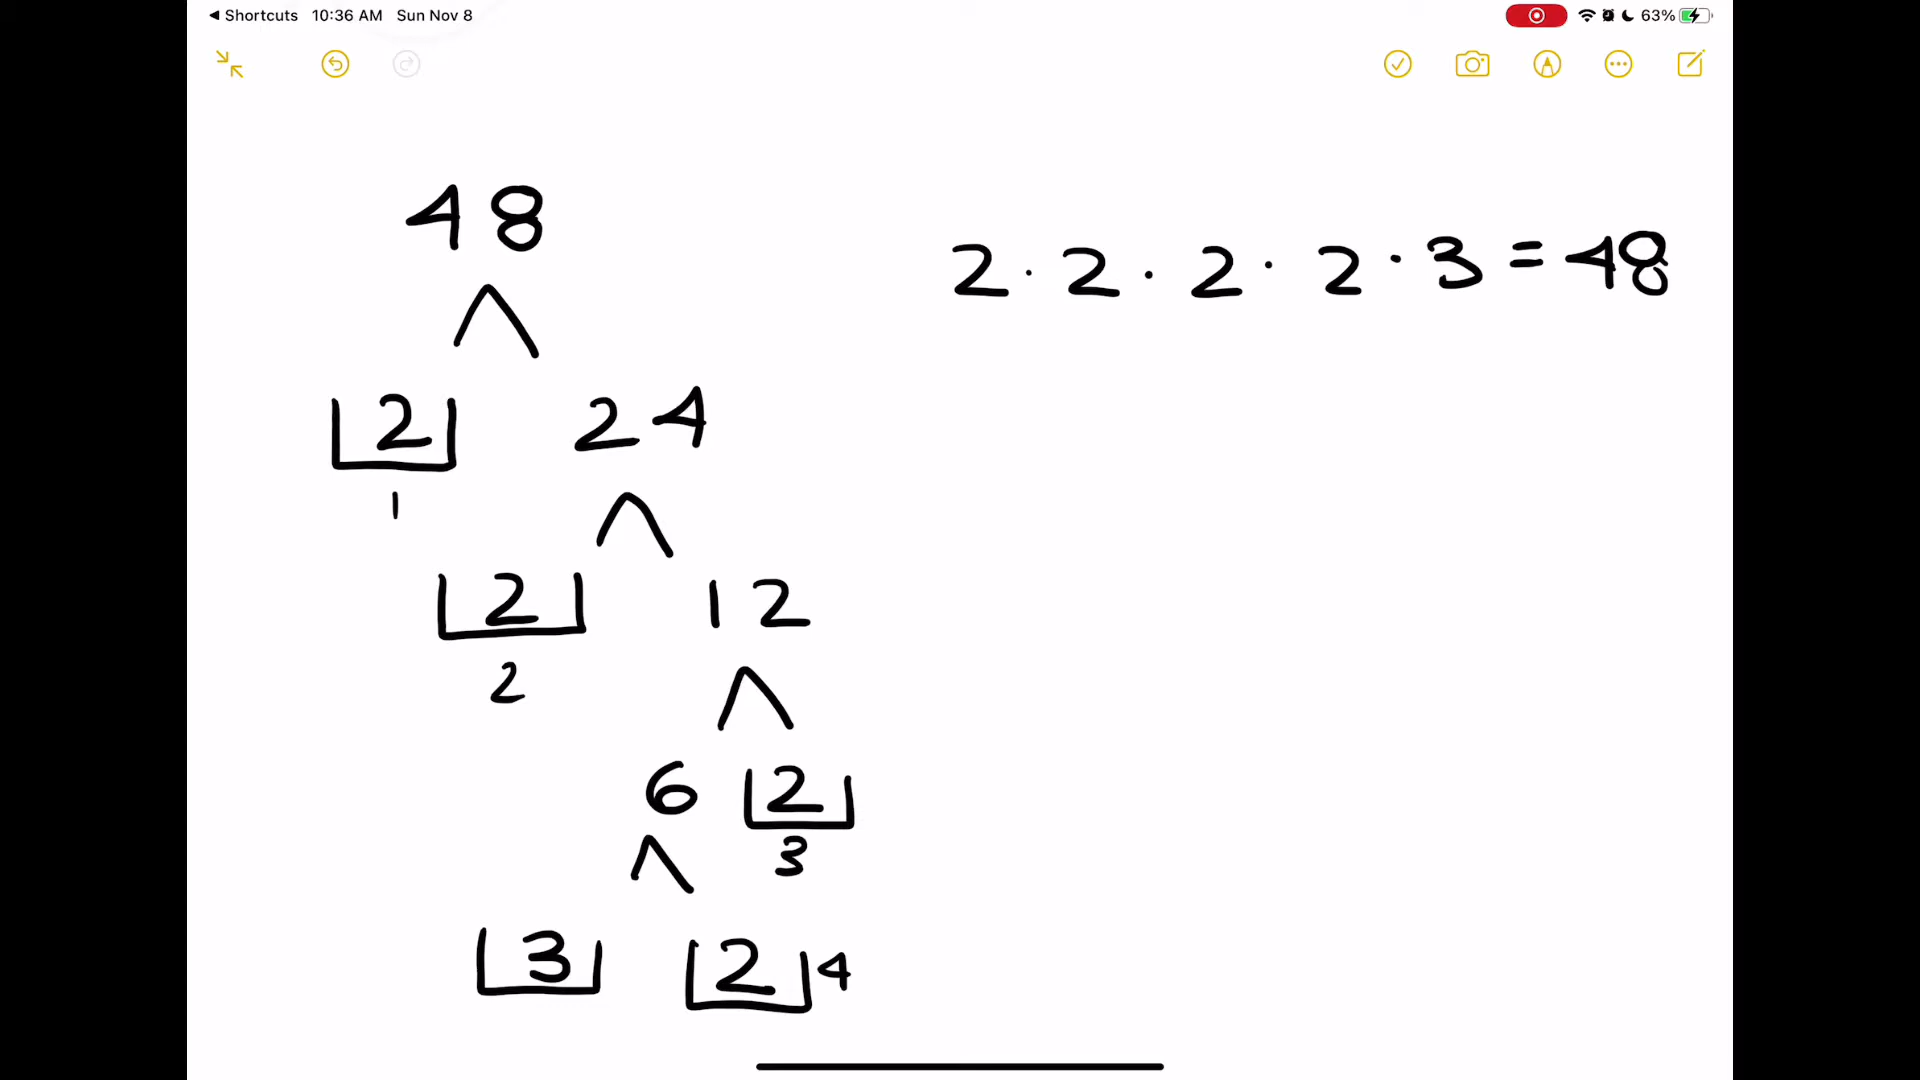 Shortcuts 10:36 AM Sun Nov 8 63%
48
2 · 2 · 2 · 2 · 3 = 48
2 24
1
2 12
2
6 2
3
3 2 4